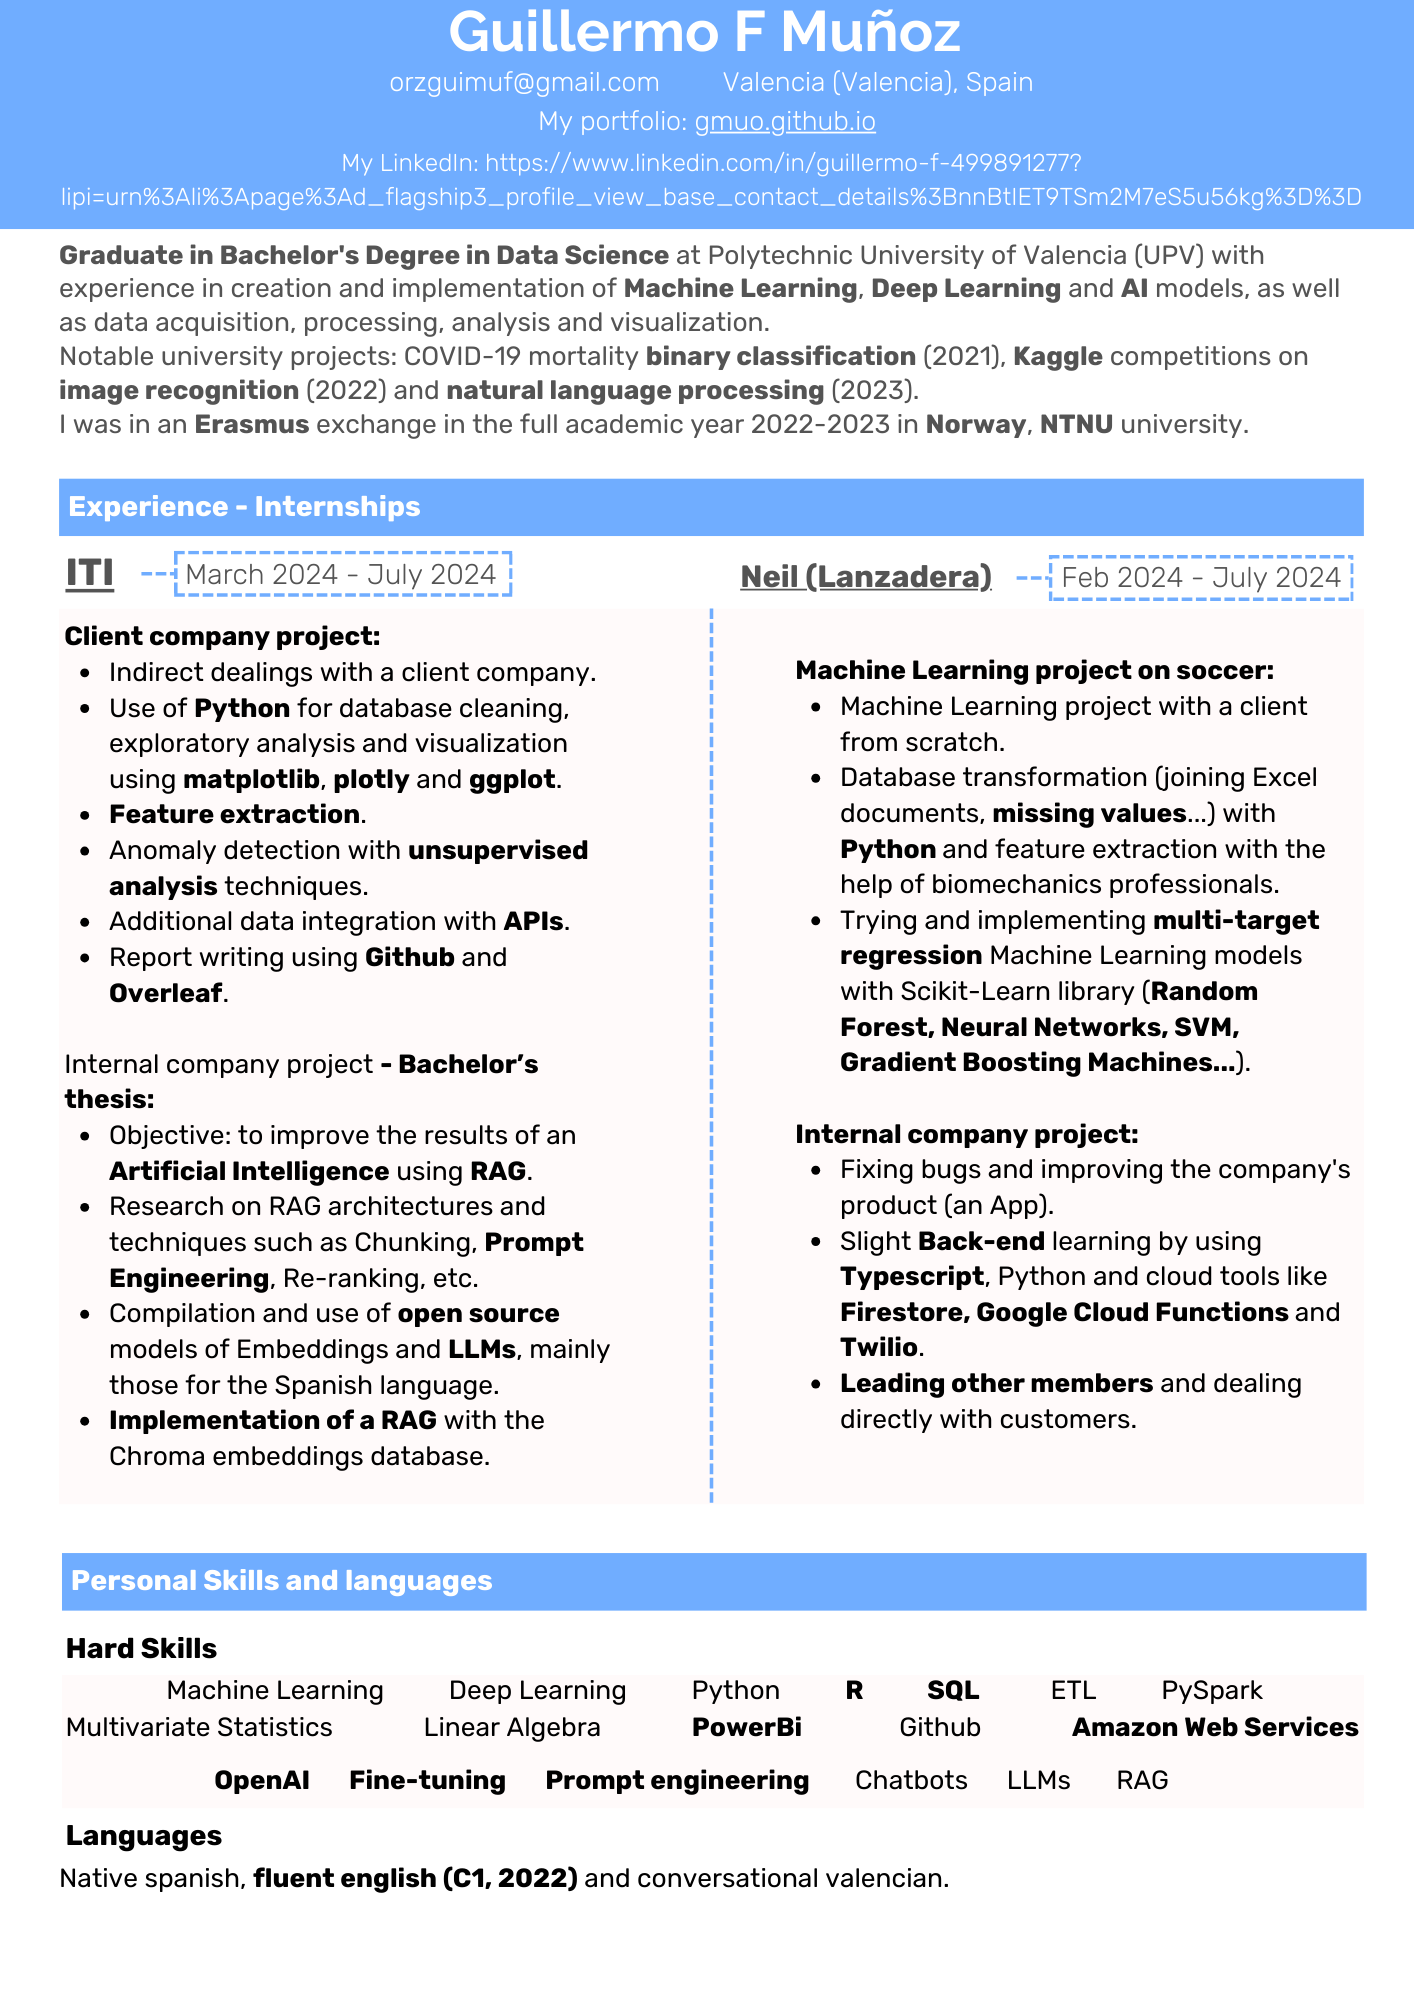 Guillermo F Muñoz
orzguimuf@gmail.com Valencia (Valencia), Spain
My portfolio: gmuo.github.io
My LinkedIn: https://www.linkedin.com/in/guillermo-f-499891277?
lipi=urn%3Ali%3Apage%3Ad_flagship3_profile_view_base_contact_details%3BnnBtIET9TSm2M7eS5u56kg%3D%3D
Graduate in Bachelor's Degree in Data Science at Polytechnic University of Valencia (UPV) with
experience in creation and implementation of Machine Learning, Deep Learning and AI models, as well
as data acquisition, processing, analysis and visualization.
Notable university projects: COVID-19 mortality binary classification (2021), Kaggle competitions on
image recognition (2022) and natural language processing (2023).
I was in an Erasmus exchange in the full academic year 2022-2023 in Norway, NTNU university.
Experience - Internships
ITI March 2024 - July 2024
Client company project:
• Indirect dealings with a client company.
• Use of Python for database cleaning,
exploratory analysis and visualization
using matplotlib, plotly and ggplot.
• Feature extraction.
• Anomaly detection with unsupervised
analysis techniques.
• Additional data integration with APIs.
• Report writing using Github and
Overleaf.
Internal company project - Bachelor’s
thesis:
• Objective: to improve the results of an
Artificial Intelligence using RAG.
• Research on RAG architectures and
techniques such as Chunking, Prompt
Engineering, Re-ranking, etc.
• Compilation and use of open source
models of Embeddings and LLMs, mainly
those for the Spanish language.
• Implementation of a RAG with the
Chroma embeddings database.
Neil (Lanzadera) Feb 2024 - July 2024
Machine Learning project on soccer:
• Machine Learning project with a client
from scratch.
• Database transformation (joining Excel
documents, missing values...) with
Python and feature extraction with the
help of biomechanics professionals.
• Trying and implementing multi-target
regression Machine Learning models
with Scikit-Learn library (Random
Forest, Neural Networks, SVM,
Gradient Boosting Machines...).
Internal company project:
• Fixing bugs and improving the company's
product (an App).
• Slight Back-end learning by using
Typescript, Python and cloud tools like
Firestore, Google Cloud Functions and
Twilio.
• Leading other members and dealing
directly with customers.
Personal Skills and languages
Hard Skills
Machine Learning Deep Learning Python R SQL ETL PySpark
Multivariate Statistics Linear Algebra PowerBi Github Amazon Web Services
OpenAI Fine-tuning Prompt engineering Chatbots LLMs RAG
Languages
Native spanish, fluent english (C1, 2022) and conversational valencian.